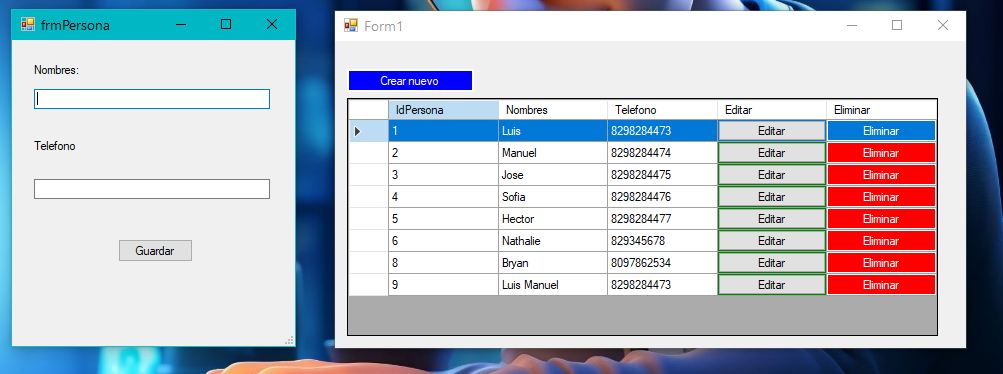 frmPersona
Nombres:
Telefono
Guardar
Form1
Crear nuevo
IdPersona Nombres Telefono Editar Eliminar
1 Luis 8298284473 Editar Eliminar
2 Manuel 8298284474 Editar Eliminar
3 Jose 8298284475 Editar Eliminar
4 Sofia 8298284476 Editar Eliminar
5 Hector 8298284477 Editar Eliminar
6 Nathalie 829345678 Editar Eliminar
8 Bryan 8097862534 Editar Eliminar
9 Luis Manuel 8298284473 Editar Eliminar